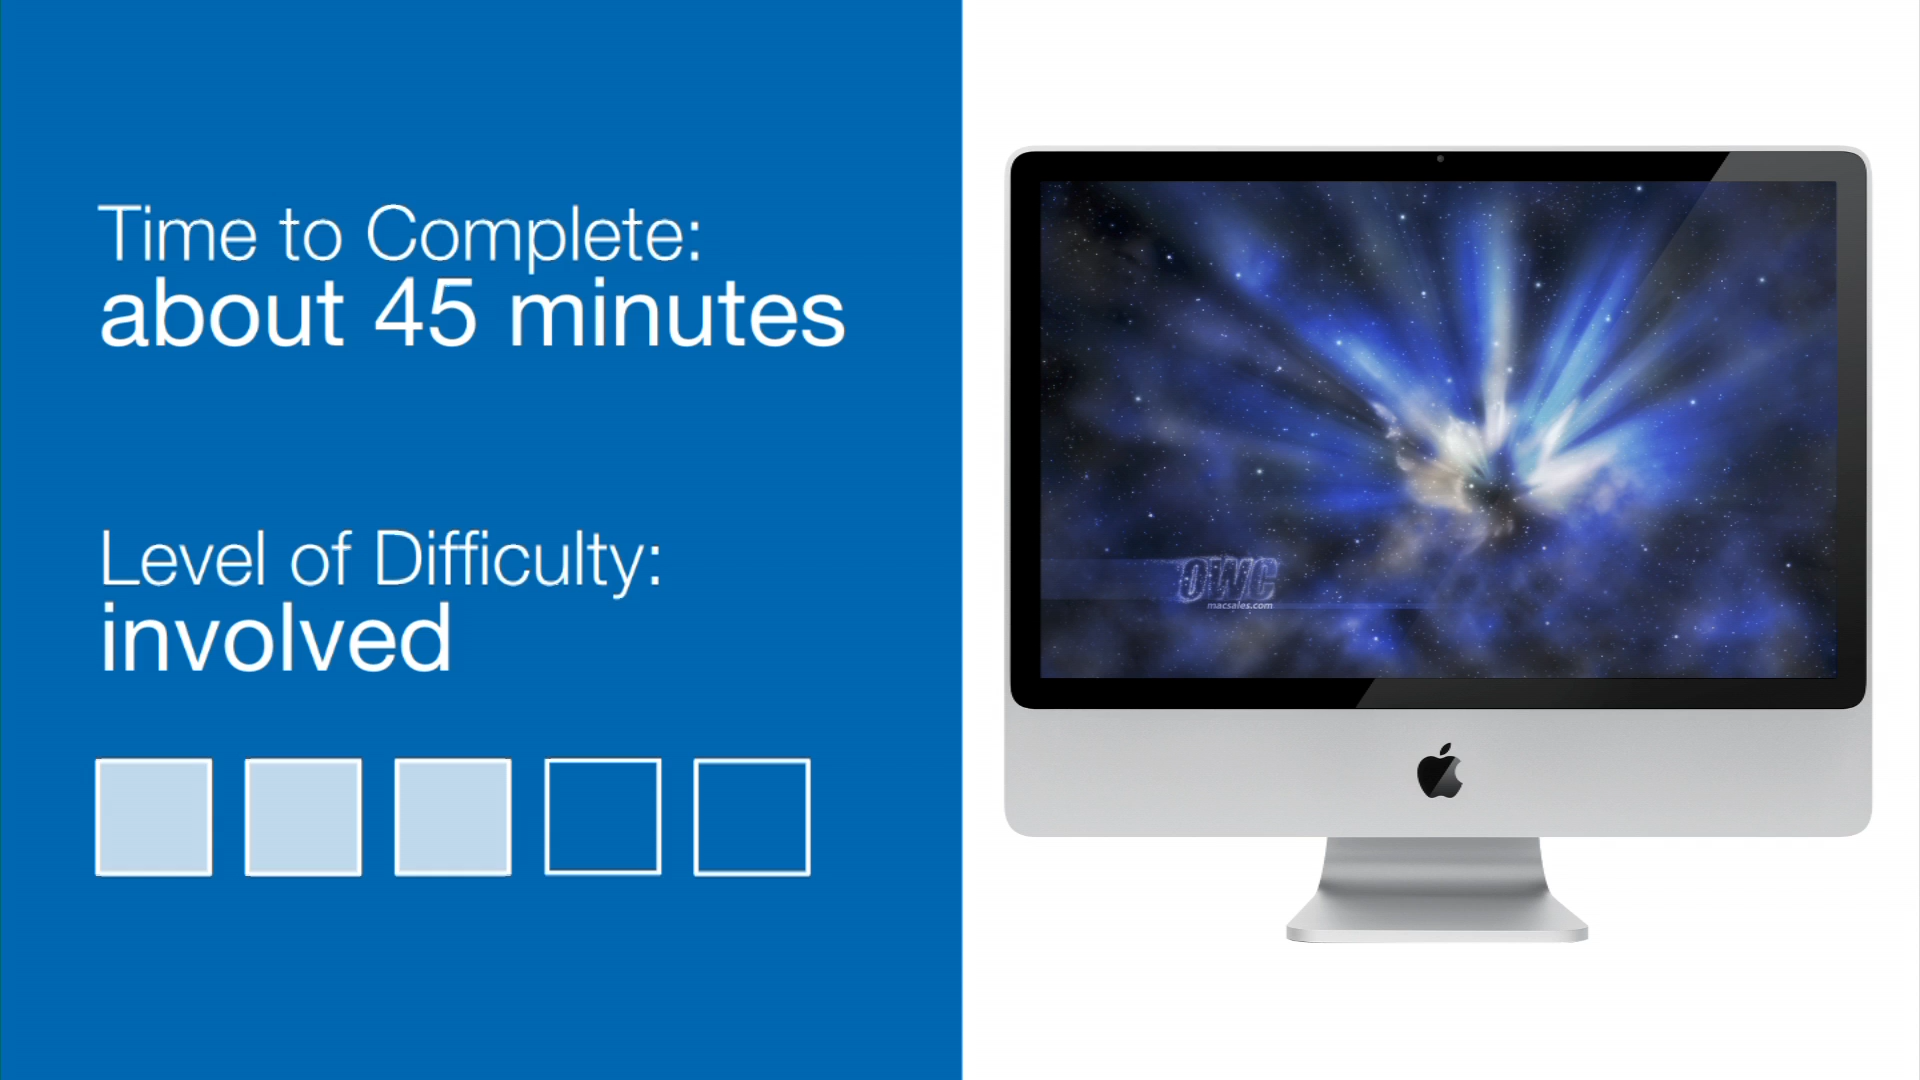 Time to Complete:
about 45 minutes
Level of Difficulty:
involved
OWC
macsales.com